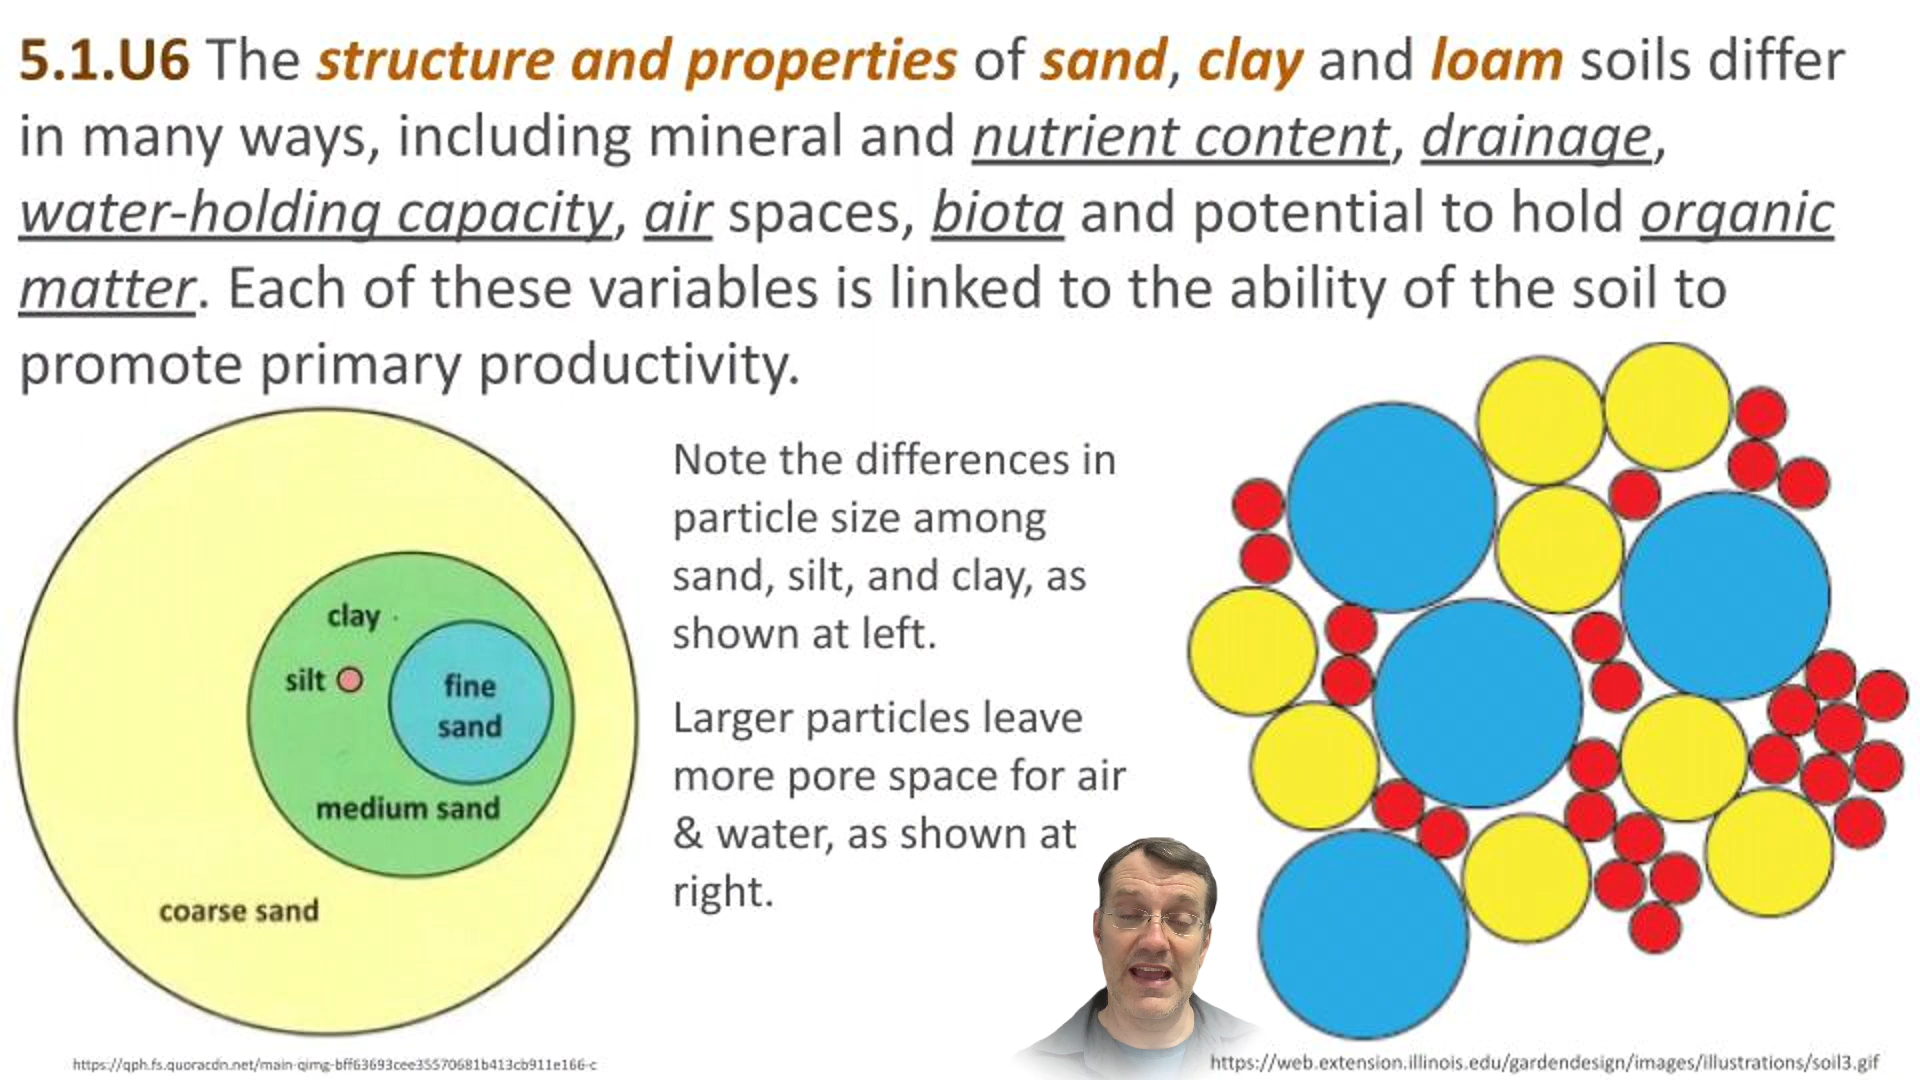 5.1.U6 The structure and properties of sand, clay and loam soils differ
in many ways, including mineral and nutrient content, drainage,
water-holding capacity, air spaces, biota and potential to hold organic
matter. Each of these variables is linked to the ability of the soil to
promote primary productivity.
clay
silt
fine
sand
medium sand
coarse sand
Note the differences in
particle size among
sand, silt, and clay, as
shown at left.
Larger particles leave
more pore space for air
& water, as shown at
right.
https://qph.fs.quoracdn.net/main-qimg-bff63693cee35570681b413cb911e166-c
https://web.extension.illinois.edu/gardendesign/images/illustrations/soil3.gif